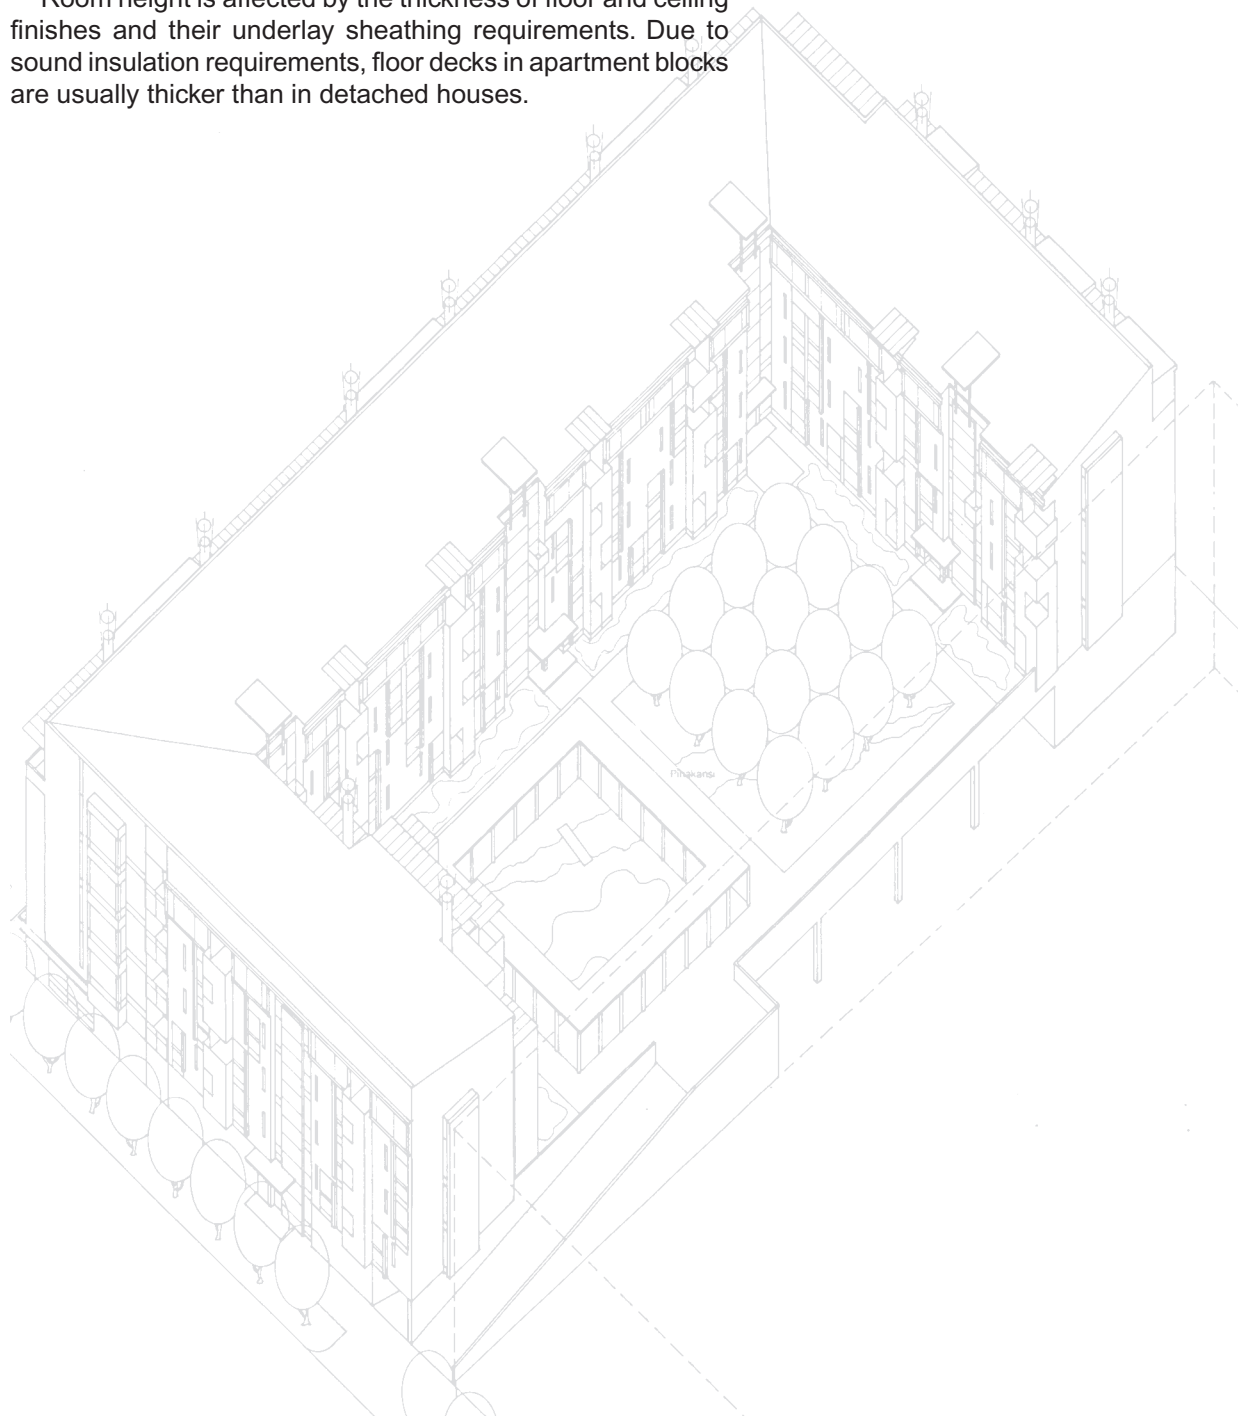 Room height is affected by the thickness of floor and ceiling
finishes and their underlay sheathing requirements. Due to
sound insulation requirements, floor decks in apartment blocks
are usually thicker than in detached houses.
Pihakansi